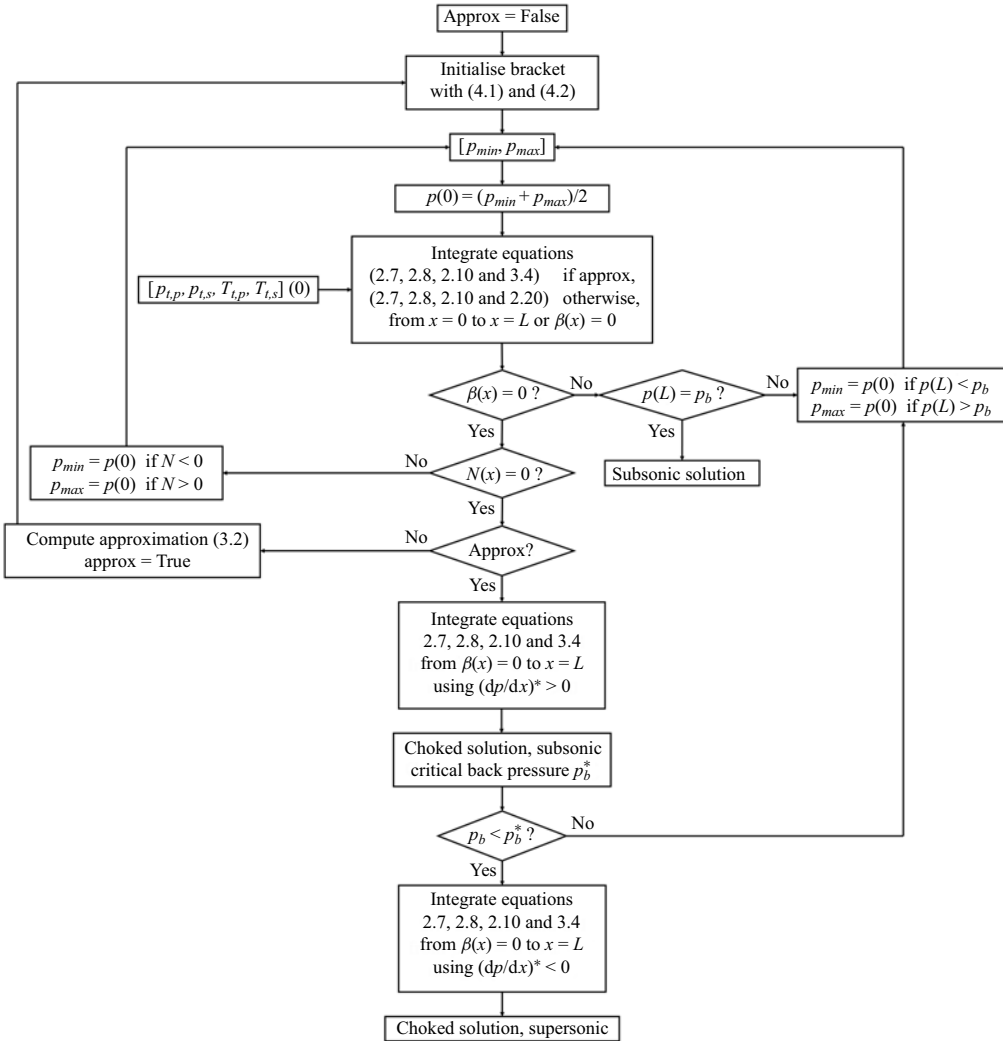 Approx = False
Initialise bracket
with (4.1) and (4.2)
[p_min, p_max]
p(0) = (p_min + p_max)/2
Integrate equations
(2.7, 2.8, 2.10 and 3.4) if approx,
(2.7, 2.8, 2.10 and 2.20) otherwise,
from x = 0 to x = L or β(x) = 0
[p_t,p, p_t,s, T_t,p, T_t,s] (0)
β(x) = 0 ?
No
p(L) = p_b ?
No
p_min = p(0) if p(L) < p_b
p_max = p(0) if p(L) > p_b
Yes
Yes
Subsonic solution
N(x) = 0 ?
No
p_min = p(0) if N < 0
p_max = p(0) if N > 0
Yes
Approx?
No
Compute approximation (3.2)
approx = True
Yes
Integrate equations
2.7, 2.8, 2.10 and 3.4
from β(x) = 0 to x = L
using (dp/dx)* > 0
Choked solution, subsonic
critical back pressure p_b*
p_b < p_b* ?
No
Yes
Integrate equations
2.7, 2.8, 2.10 and 3.4
from β(x) = 0 to x = L
using (dp/dx)* < 0
Choked solution, supersonic